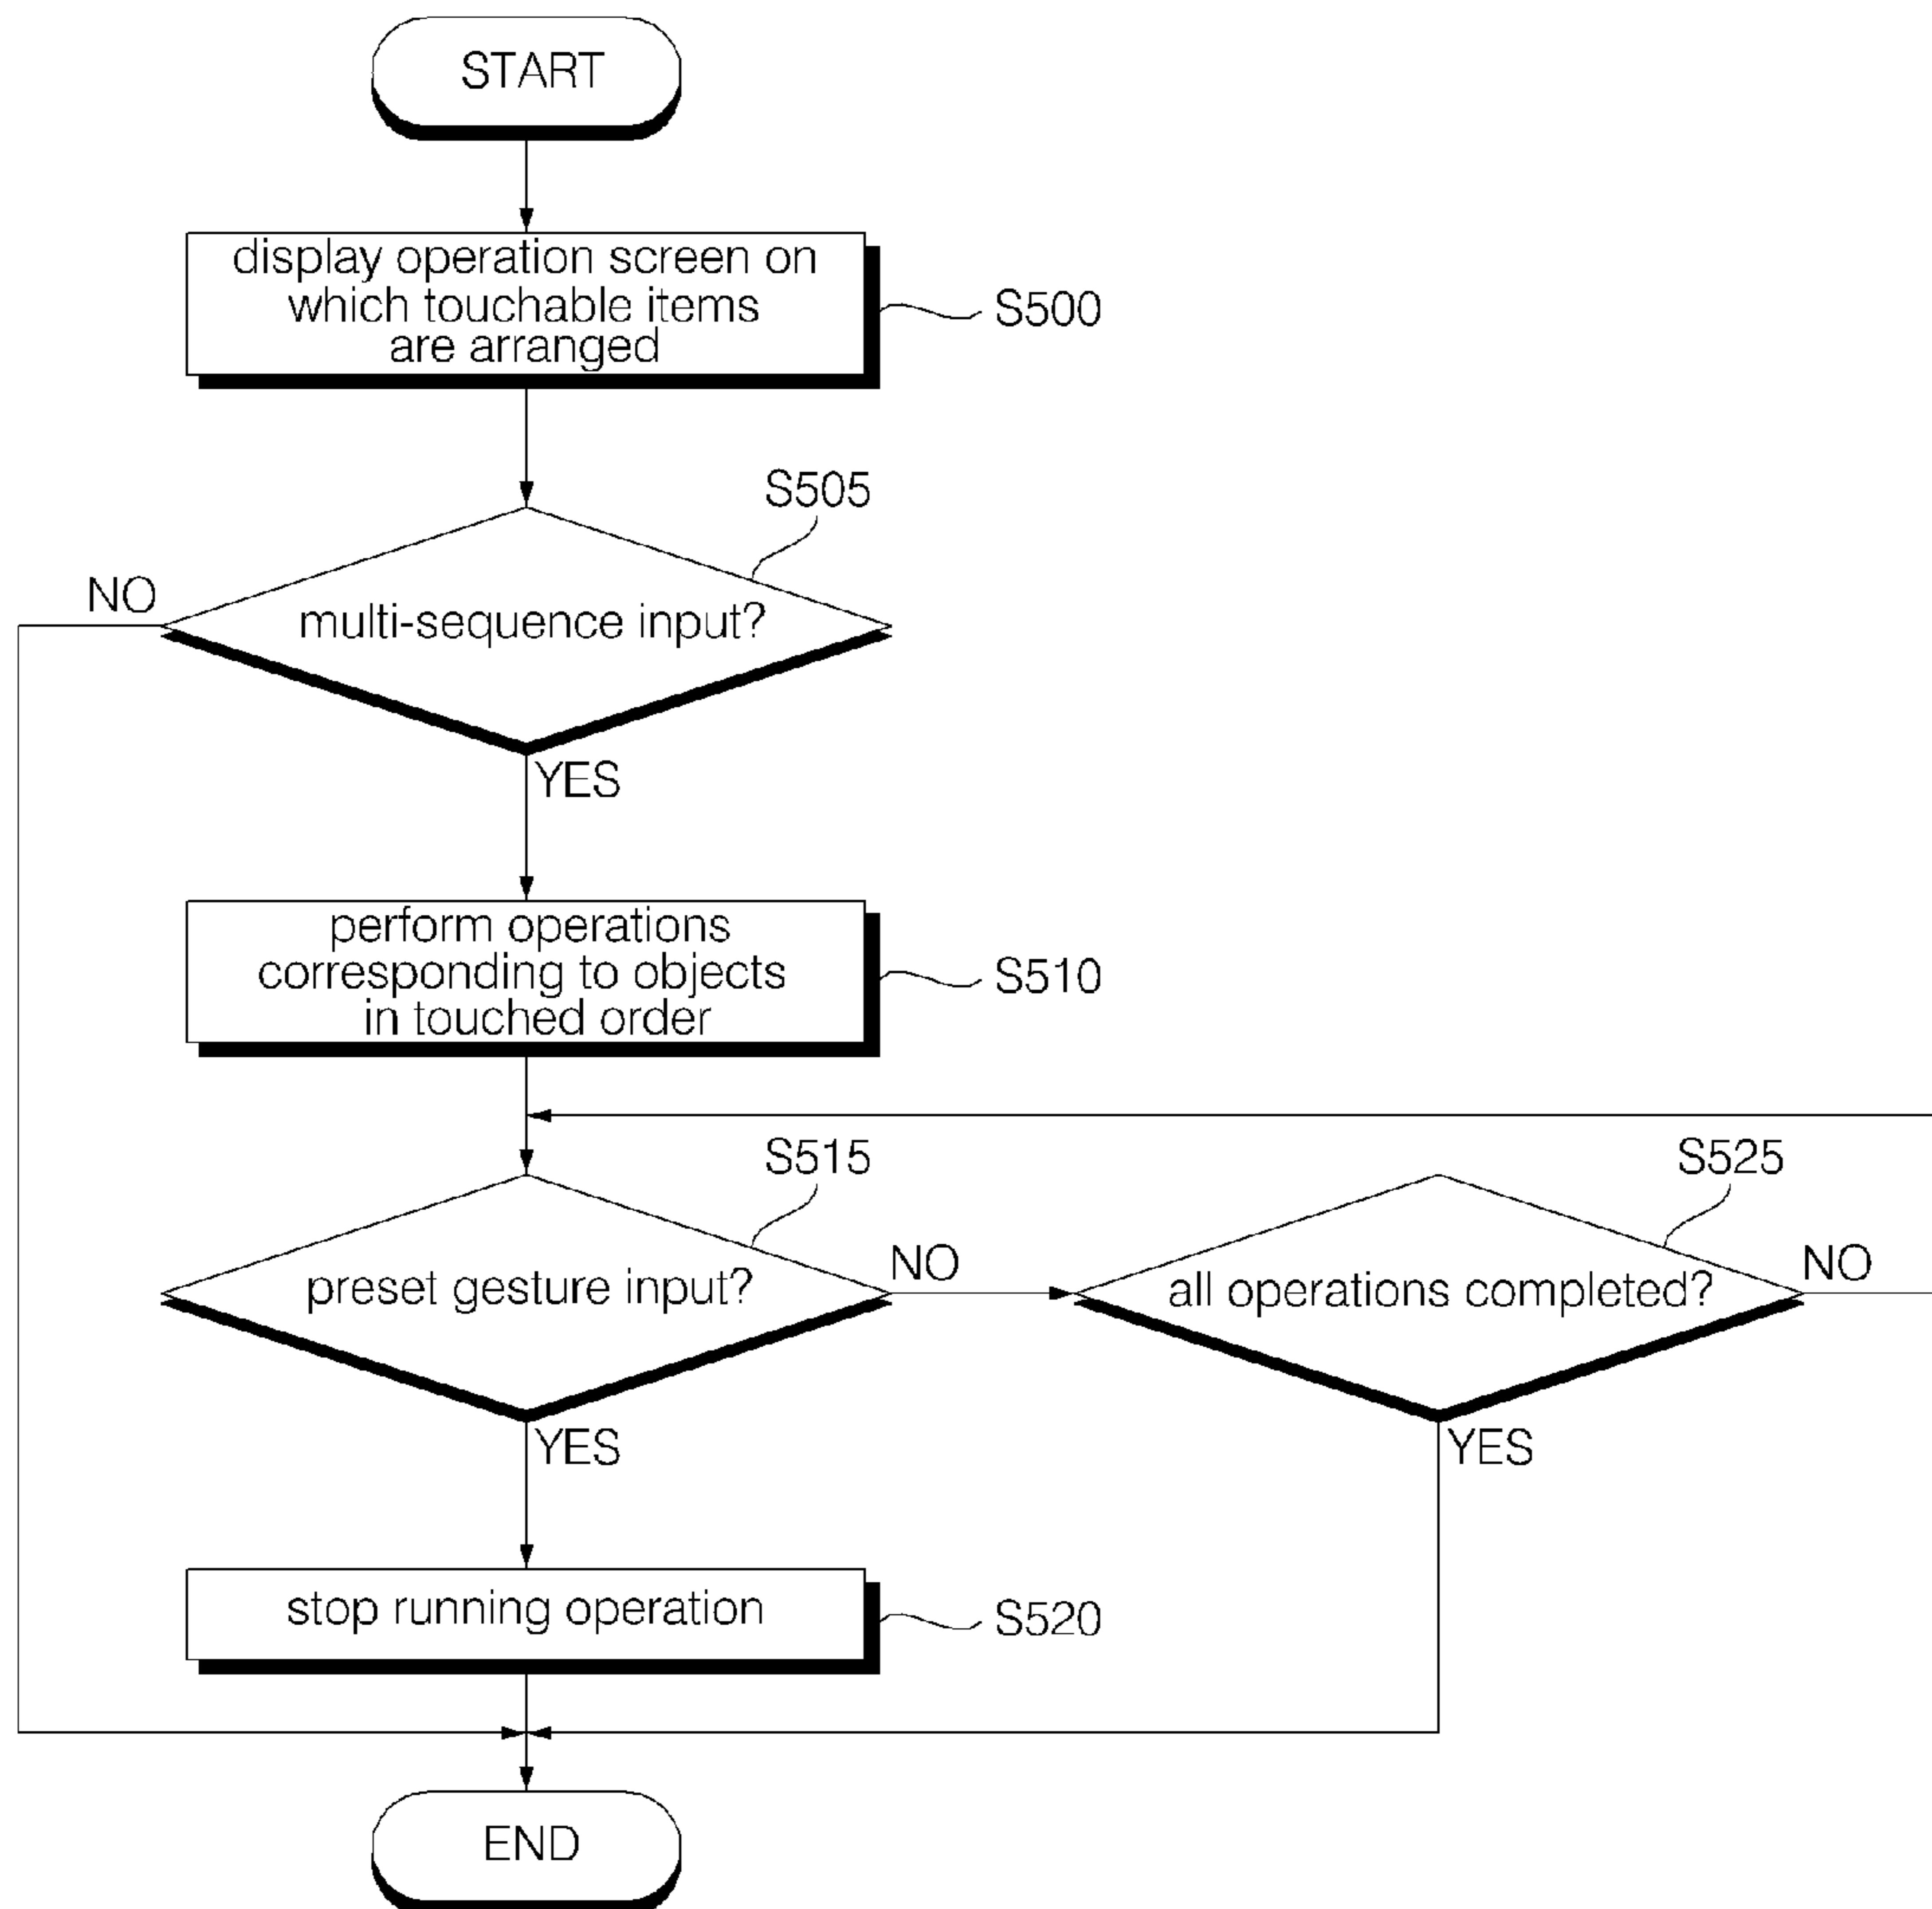 START
display operation screen on
which touchable items
are arranged
S500
S505
NO
multi-sequence input?
YES
perform operations
corresponding to objects
in touched order
S510
S515
S525
NO
NO
preset gesture input?
all operations completed?
YES
YES
stop running operation
S520
END